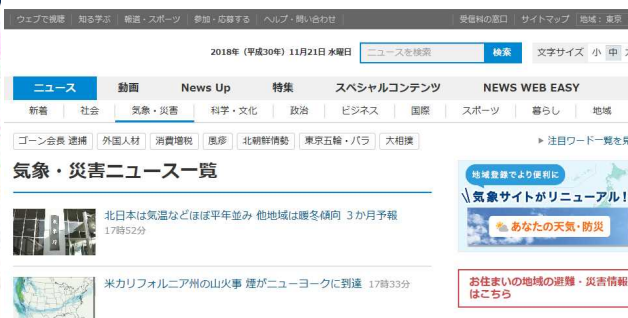 ウェブで視聴 知る学ぶ 報道・スポーツ 参加・応募する ヘルプ・問い合わせ 受信料の窓口 サイトマップ 地域：東京
2018年（平成30年）11月21日 水曜日 ニュースを検索 検索 文字サイズ 小 中
ニュース 動画 News Up 特集 スペシャルコンテンツ NEWS WEB EASY
新着 社会 気象・災害 科学・文化 政治 ビジネス 国際 スポーツ 暮らし 地域
ゴーン会長 逮捕 外国人材 消費増税 風疹 北朝鮮情勢 東京五輪・パラ 大相撲 注目ワード一覧を見
気象・災害ニュース一覧
地域登録でより便利に
気象サイトがリニューアル!
あなたの天気・防災
北日本は気温などほぼ平年並み 他地域は暖冬傾向 3か月予報
17時52分
米カリフォルニア州の山火事 煙がニューヨークに到達 17時33分
お住まいの地域の避難・災害情報
はこちら